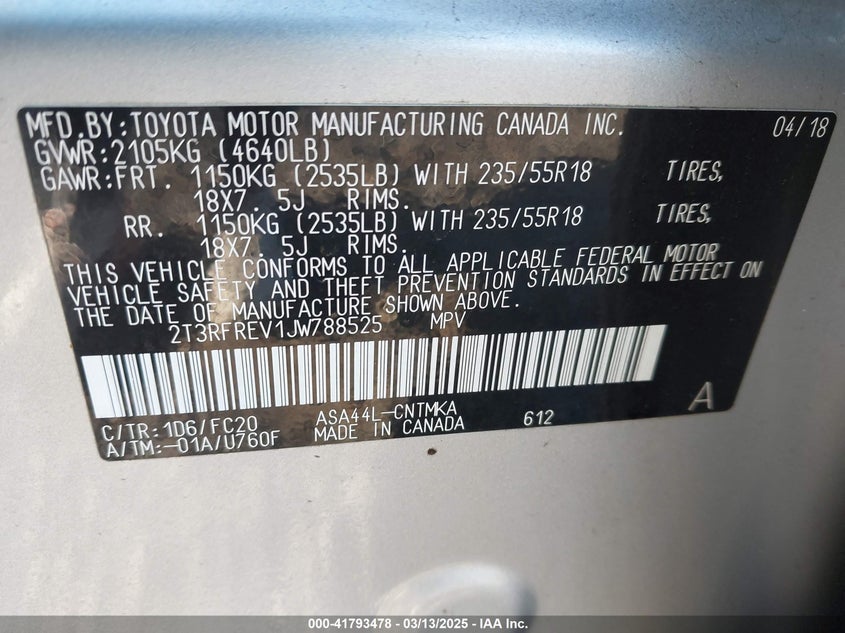 MFD.BY:TOYOTA MOTOR MANUFACTURING CANADA INC. 04/18
GVWR:2105KG (4640LB)
GAWR:FRT. 1150KG (2535LB) WITH 235/55R18 TIRES,
18X7. 5J RIMS.
RR. 1150KG (2535LB) WITH 235/55R18 TIRES,
18X7. 5J RIMS.
THIS VEHICLE CONFORMS TO ALL APPLICABLE FEDERAL MOTOR
VEHICLE SAFETY AND THEFT PREVENTION STANDARDS IN EFFECT ON
THE DATE OF MANUFACTURE SHOWN ABOVE.
2T3RFREV1JW788525 MPV
A
C/TR:1D6/FC20 ASA44L-CNTMKA 612
A/TM:-01A/U760F MADE IN CANADA
000-41793478 - 03/13/2025 - IAA Inc.